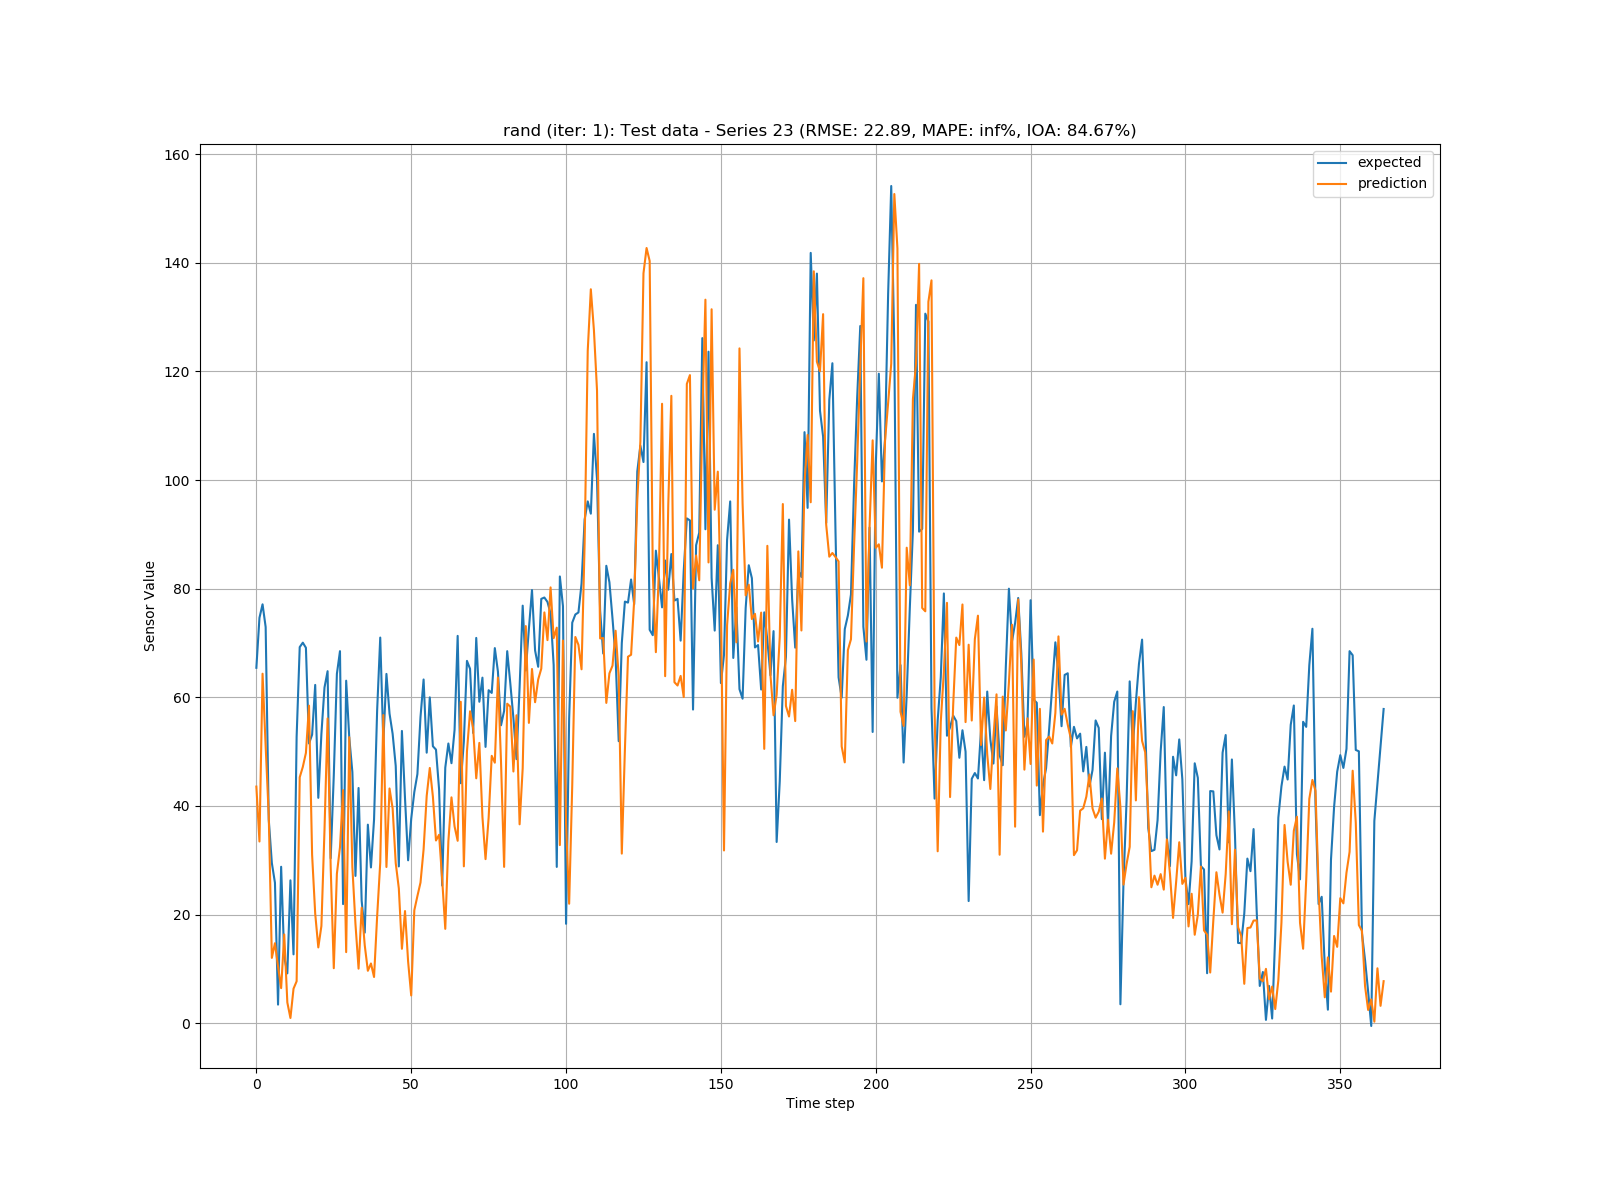 rand (iter: 1): Test data - Series 23 (RMSE: 22.89, MAPE: inf%, IOA: 84.67%)
expected
prediction
160
140
120
100
80
60
40
20
0
Sensor Value
0 50 100 150 200 250 300 350
Time step